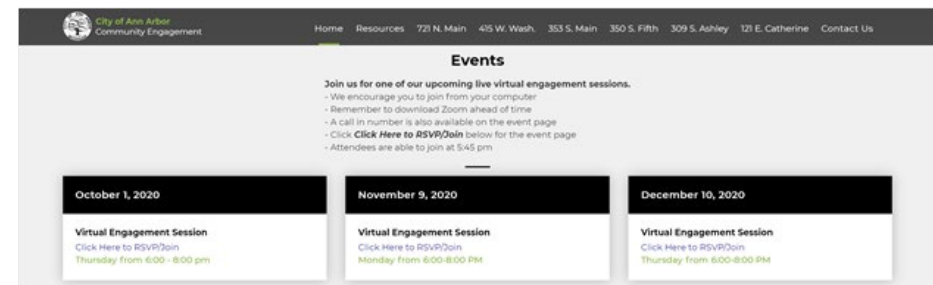 City of Ann Arbor
Community Engagement
Home Resources 721 N. Main 415 W. Wash. 353 S. Main 350 S. Fifth 309 S. Ashley 121 E. Catherine Contact Us
Events
Join us for one of our upcoming live virtual engagement sessions.
- We encourage you to join from your computer
- Remember to download Zoom ahead of time
- A call in number is also available on the event page
- Click Click Here to RSVP/Join below for the event page
- Attendees are able to join at 5:45 pm
October 1, 2020
Virtual Engagement Session
Click Here to RSVP/Join
Thursday from 6:00 - 8:00 pm
November 9, 2020
Virtual Engagement Session
Click Here to RSVP/Join
Monday from 6:00-8:00 PM
December 10, 2020
Virtual Engagement Session
Click Here to RSVP/Join
Thursday from 6:00-8:00 PM